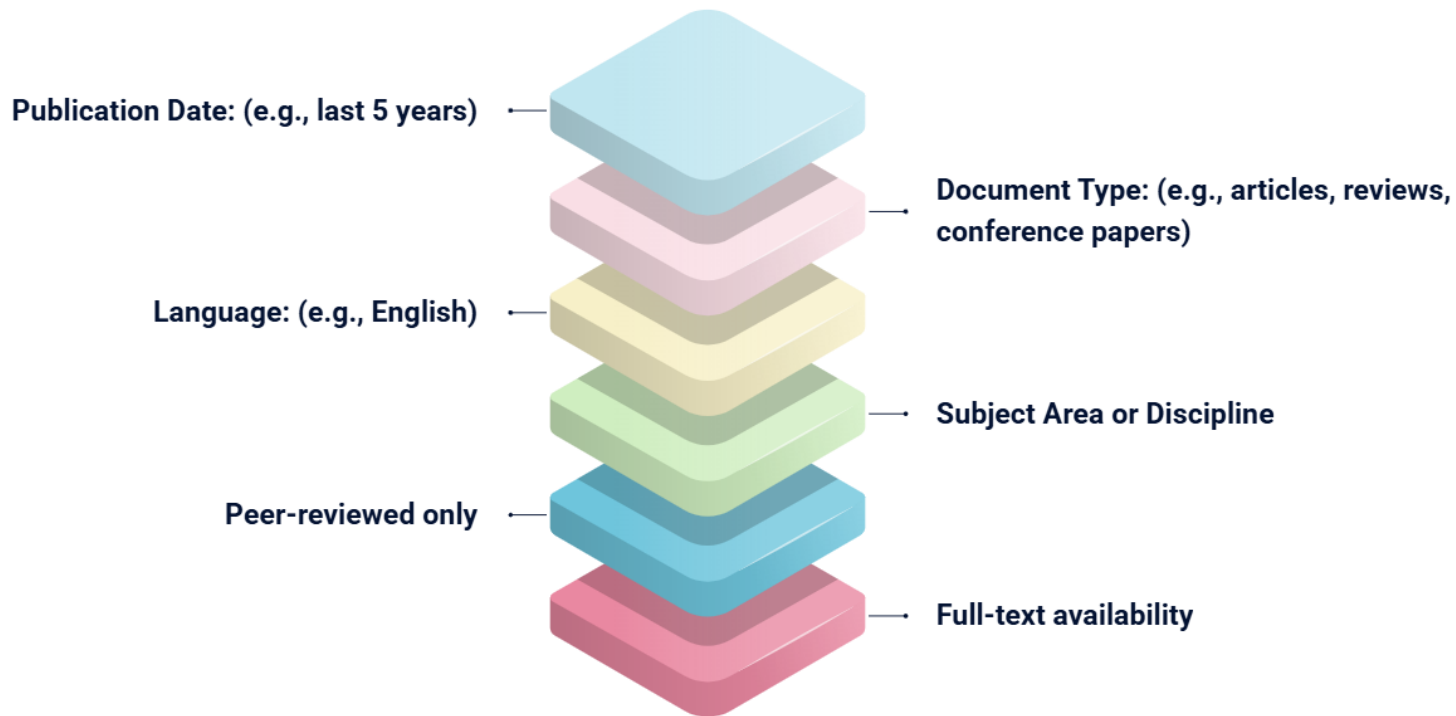 Publication Date: (e.g., last 5 years)
Document Type: (e.g., articles, reviews,
conference papers)
Language: (e.g., English)
Subject Area or Discipline
Peer-reviewed only
Full-text availability